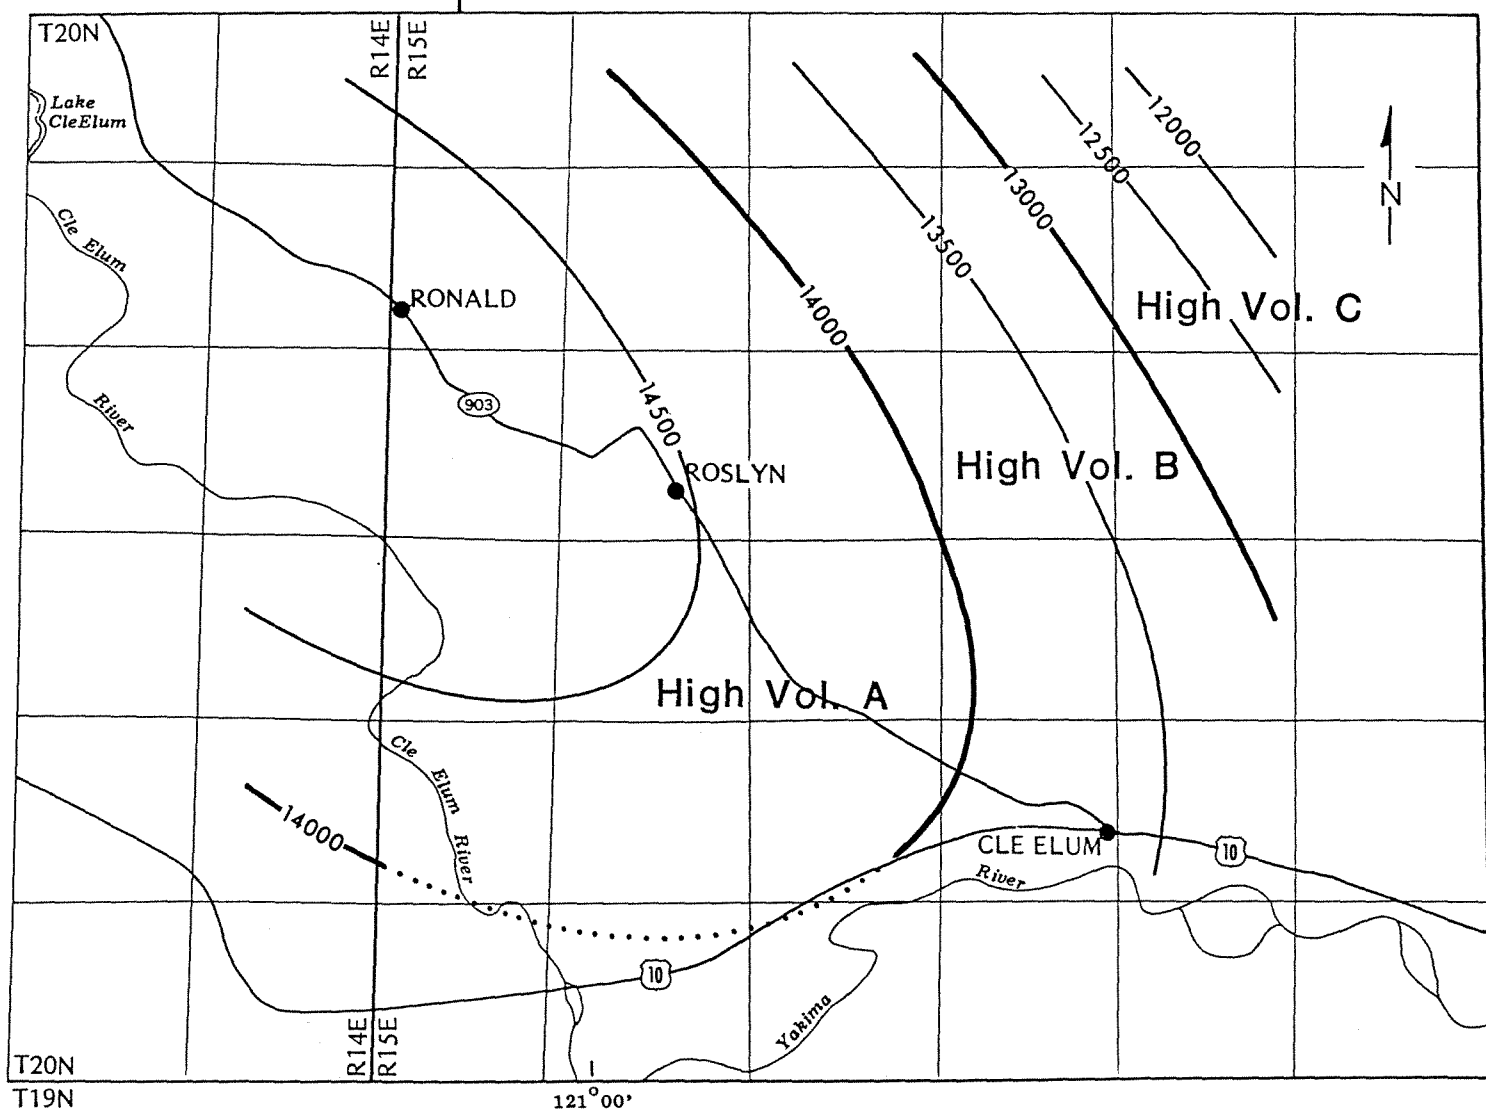 T20N
R14E
R15E
Lake
CleElum
12000
12500
N
13000
Cle Elum
13500
RONALD
High Vol. C
14000
River
903
14500
High Vol. B
ROSLYN
High Vol. A
Cle Elum River
14000
CLE ELUM
10
River
10
Yakima
R14E
R15E
T20N
T19N
121°00'